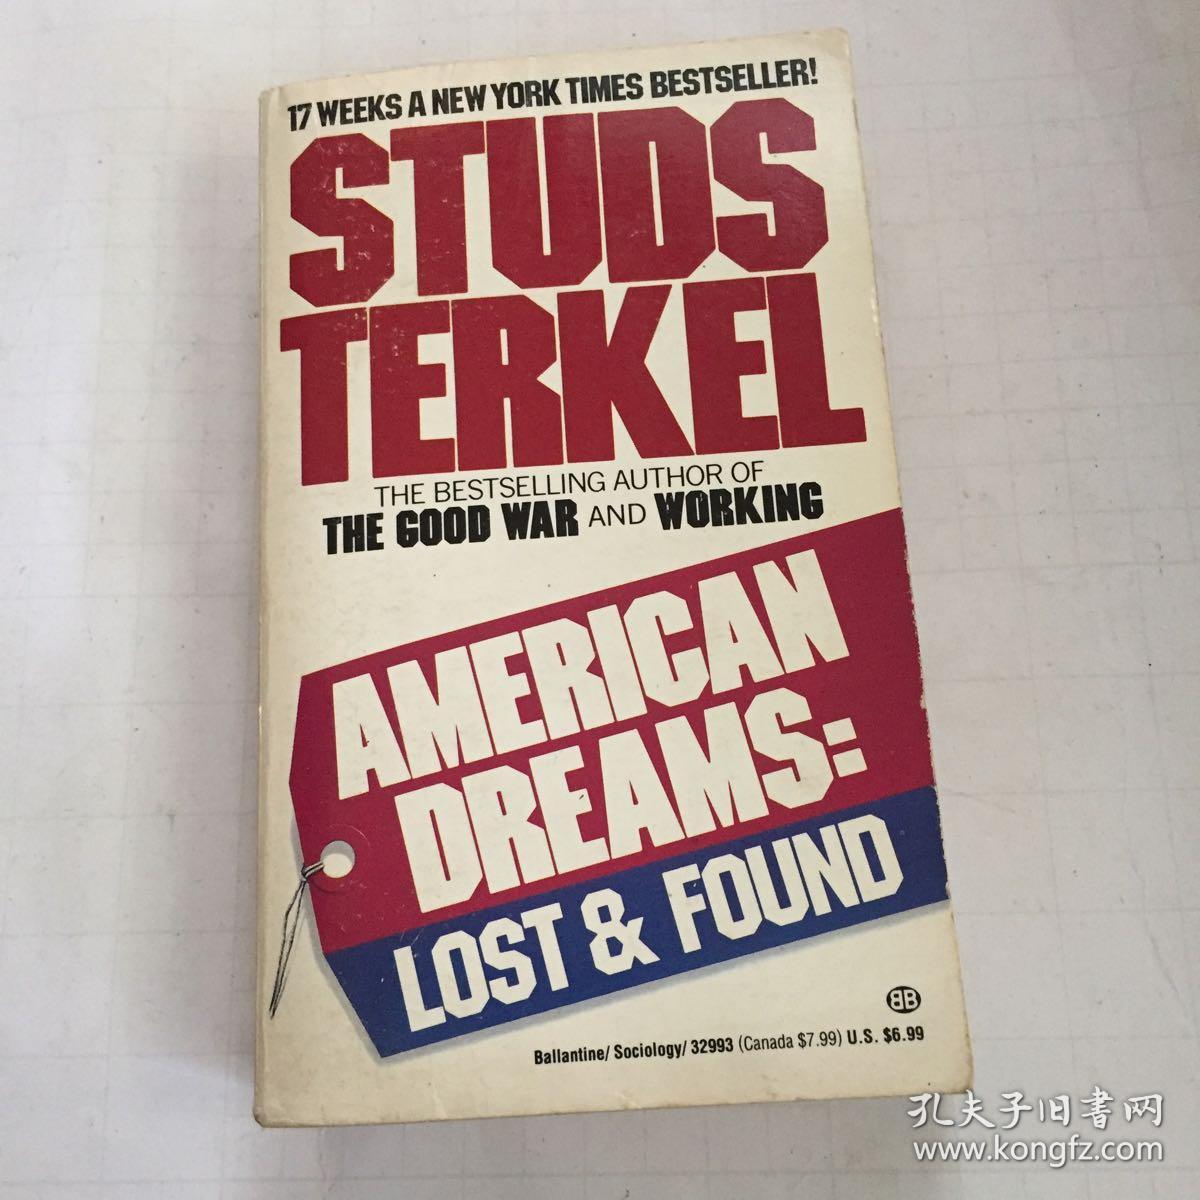 17 WEEKS A NEW YORK TIMES BESTSELLER!
STUDS
TERKEL
THE BESTSELLING AUTHOR OF
THE GOOD WAR AND WORKING
AMERICAN
DREAMS:
LOST & FOUND
BB
Ballantine/ Sociology/ 32993 (Canada $7.99) U.S. $6.99
孔夫子旧書网
www.kongfz.com